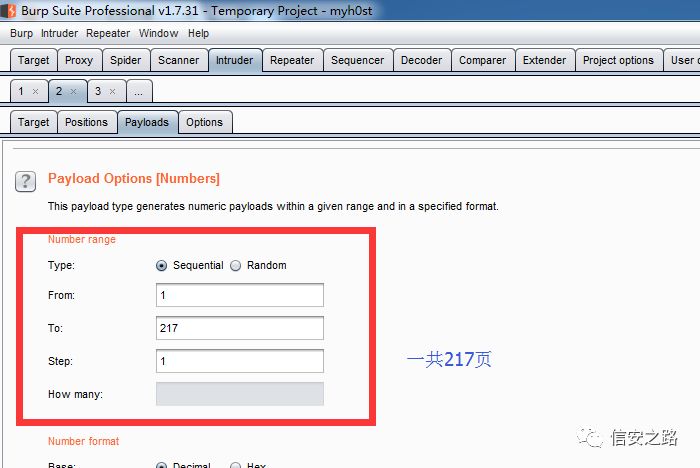 Burp Suite Professional v1.7.31 - Temporary Project - myh0st
Burp Intruder Repeater Window Help
Target Proxy Spider Scanner Intruder Repeater Sequencer Decoder Comparer Extender Project options User o
1 × 2 × 3 × ...
Target Positions Payloads Options
? Payload Options [Numbers]
This payload type generates numeric payloads within a given range and in a specified format.
Number range
Type: Sequential Random
From: 1
To: 217
Step: 1
一共217页
How many:
信安之路
Number format
Base: Decimal Hex